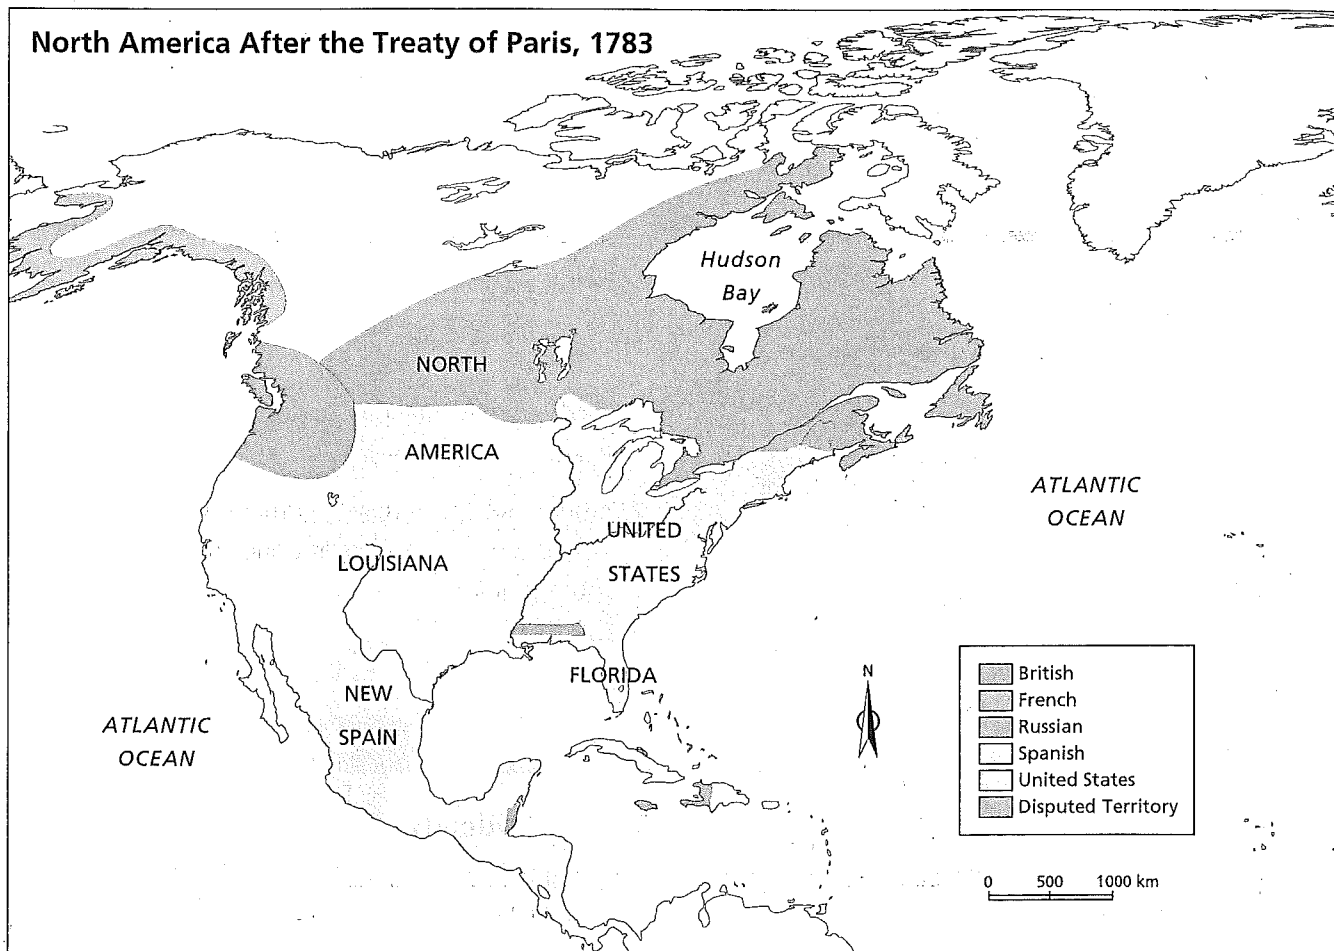 North America After the Treaty of Paris, 1783
Hudson
Bay
NORTH
AMERICA
ATLANTIC
OCEAN
UNITED
STATES
LOUISIANA
FLORIDA
NEW
SPAIN
ATLANTIC
OCEAN
N
British
French
Russian
Spanish
United States
Disputed Territory
0 500 1000 km